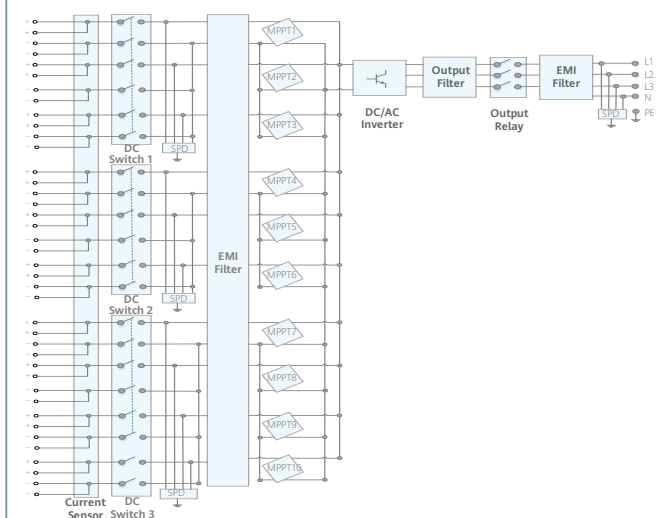 MPPT1
MPPT2
MPPT3
SPD
DC
Switch 1
MPPT4
MPPT5
MPPT6
SPD
DC
Switch 2
EMI
Filter
MPPT7
MPPT8
MPPT9
MPPT10
SPD
DC
Switch 3
Current
Sensor
DC/AC
Inverter
Output
Filter
Output
Relay
EMI
Filter
SPD
L1
L2
L3
N
PE